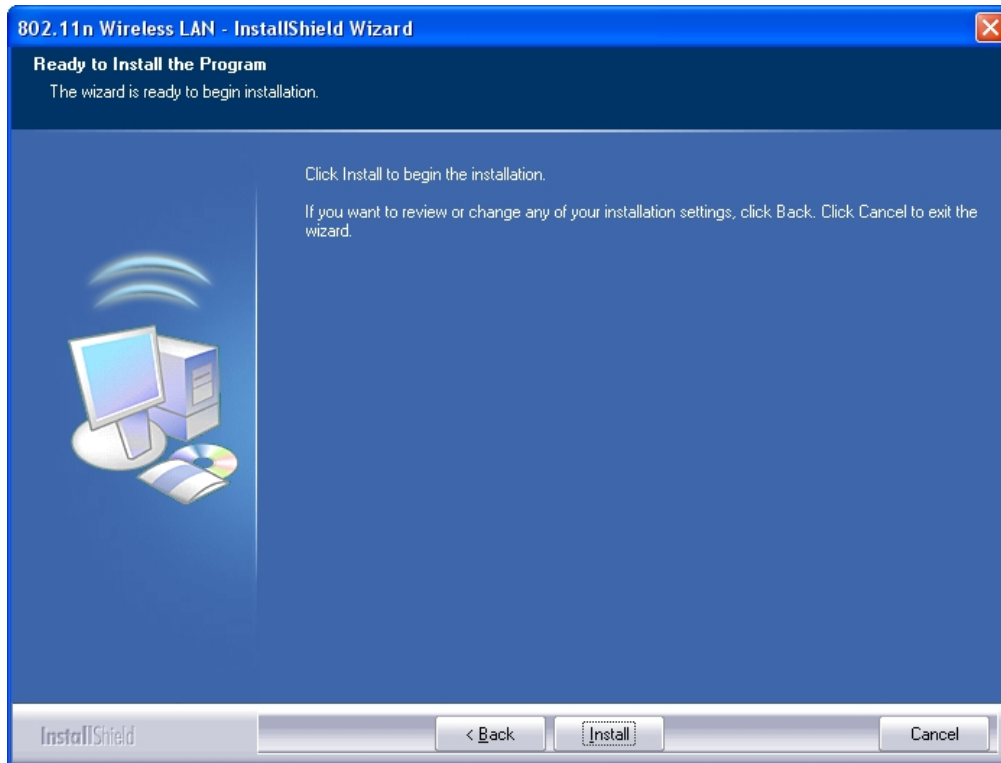 802.11n Wireless LAN - InstallShield Wizard
Ready to Install the Program
The wizard is ready to begin installation.
Click Install to begin the installation.
If you want to review or change any of your installation settings, click Back. Click Cancel to exit the
wizard.
InstallShield
< Back
Install
Cancel